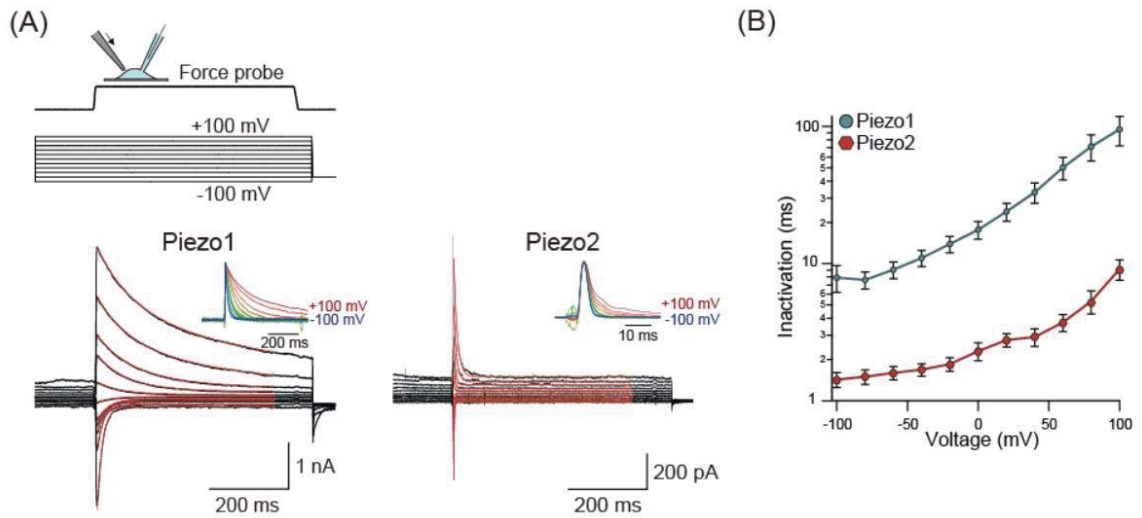 (A)
Force probe
+100 mV
-100 mV
Piezo1
+100 mV
-100 mV
200 ms
1 nA
200 ms
Piezo2
+100 mV
-100 mV
10 ms
200 pA
200 ms
(B)
Piezo1
Piezo2
Inactivation (ms)
100
6
5
4
3
2
10
6
5
4
3
2
1
-100
-50
0
50
100
Voltage (mV)